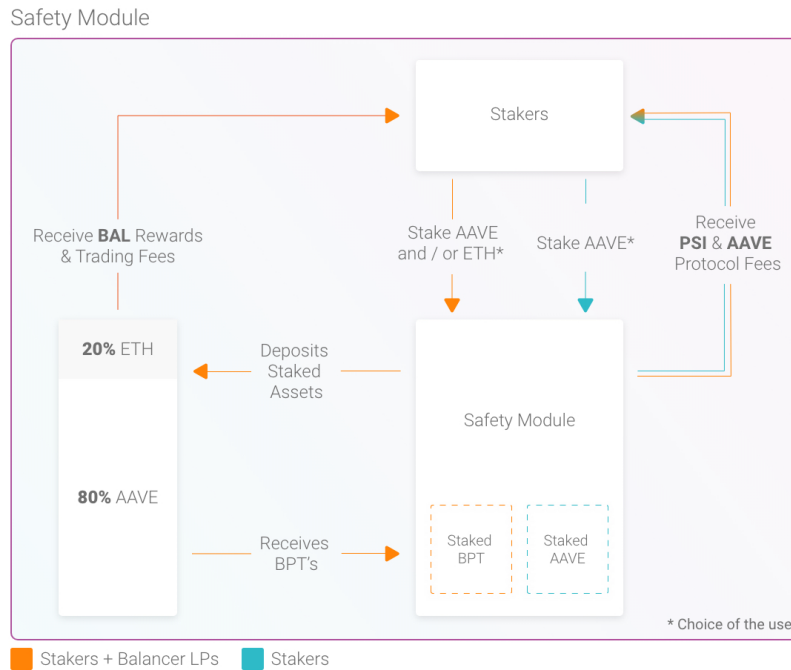 Safety Module
Stakers
Receive BAL Rewards
& Trading Fees
Stake AAVE
and / or ETH*
Stake AAVE*
Receive
PSI & AAVE
Protocol Fees
20% ETH
80% AAVE
Deposits
Staked
Assets
Safety Module
Receives
BPT's
Staked
BPT
Staked
AAVE
* Choice of the use
Stakers + Balancer LPs
Stakers